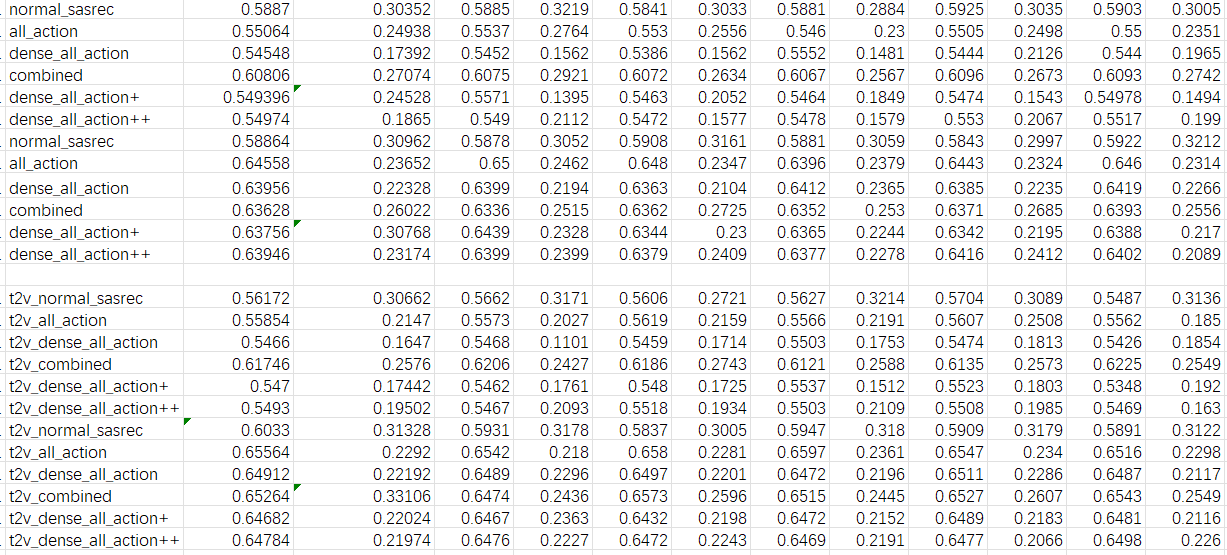 normal_sasrec 0.5887 0.30352 0.5885 0.3219 0.5841 0.3033 0.5881 0.2884 0.5925 0.3035 0.5903 0.3005
all_action 0.55064 0.24938 0.5537 0.2764 0.553 0.2556 0.546 0.23 0.5505 0.2498 0.55 0.2351
dense_all_action 0.54548 0.17392 0.5452 0.1562 0.5386 0.1562 0.5552 0.1481 0.5444 0.2126 0.544 0.1965
combined 0.60806 0.27074 0.6075 0.2921 0.6072 0.2634 0.6067 0.2567 0.6096 0.2673 0.6093 0.2742
dense_all_action+ 0.549396 0.24528 0.5571 0.1395 0.5463 0.2052 0.5464 0.1849 0.5474 0.1543 0.54978 0.1494
dense_all_action++ 0.54974 0.1865 0.549 0.2112 0.5472 0.1577 0.5478 0.1579 0.553 0.2067 0.5517 0.199
normal_sasrec 0.58864 0.30962 0.5878 0.3052 0.5908 0.3161 0.5881 0.3059 0.5843 0.2997 0.5922 0.3212
all_action 0.64558 0.23652 0.65 0.2462 0.648 0.2347 0.6396 0.2379 0.6443 0.2324 0.646 0.2314
dense_all_action 0.63956 0.22328 0.6399 0.2194 0.6363 0.2104 0.6412 0.2365 0.6385 0.2235 0.6419 0.2266
combined 0.63628 0.26022 0.6336 0.2515 0.6362 0.2725 0.6352 0.253 0.6371 0.2685 0.6393 0.2556
dense_all_action+ 0.63756 0.30768 0.6439 0.2328 0.6344 0.23 0.6365 0.2244 0.6342 0.2195 0.6388 0.217
dense_all_action++ 0.63946 0.23174 0.6399 0.2399 0.6379 0.2409 0.6377 0.2278 0.6416 0.2412 0.6402 0.2089
t2v_normal_sasrec 0.56172 0.30662 0.5662 0.3171 0.5606 0.2721 0.5627 0.3214 0.5704 0.3089 0.5487 0.3136
t2v_all_action 0.55854 0.2147 0.5573 0.2027 0.5619 0.2159 0.5566 0.2191 0.5607 0.2508 0.5562 0.185
t2v_dense_all_action 0.5466 0.1647 0.5468 0.1101 0.5459 0.1714 0.5503 0.1753 0.5474 0.1813 0.5426 0.1854
t2v_combined 0.61746 0.2576 0.6206 0.2427 0.6186 0.2743 0.6121 0.2588 0.6135 0.2573 0.6225 0.2549
t2v_dense_all_action+ 0.547 0.17442 0.5462 0.1761 0.548 0.1725 0.5537 0.1512 0.5523 0.1803 0.5348 0.192
t2v_dense_all_action++ 0.5493 0.19502 0.5467 0.2093 0.5518 0.1934 0.5503 0.2109 0.5508 0.1985 0.5469 0.163
t2v_normal_sasrec 0.6033 0.31328 0.5931 0.3178 0.5837 0.3005 0.5947 0.318 0.5909 0.3179 0.5891 0.3122
t2v_all_action 0.65564 0.2292 0.6542 0.218 0.658 0.2281 0.6597 0.2361 0.6547 0.234 0.6516 0.2298
t2v_dense_all_action 0.64912 0.22192 0.6489 0.2296 0.6497 0.2201 0.6472 0.2196 0.6511 0.2286 0.6487 0.2117
t2v_combined 0.65264 0.33106 0.6474 0.2436 0.6573 0.2596 0.6515 0.2445 0.6527 0.2607 0.6543 0.2549
t2v_dense_all_action+ 0.64682 0.22024 0.6467 0.2363 0.6432 0.2198 0.6472 0.2152 0.6489 0.2183 0.6481 0.2116
t2v_dense_all_action++ 0.64784 0.21974 0.6476 0.2227 0.6472 0.2243 0.6469 0.2191 0.6477 0.2066 0.6498 0.226